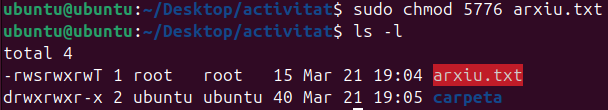 ubuntu@ubuntu:~/Desktop/activitat$ sudo chmod 5776 arxiu.txt
ubuntu@ubuntu:~/Desktop/activitat$ ls -l
total 4
-rwsrwxrwT 1 root   root   15 Mar 21 19:04 arxiu.txt
drwxrwxr-x 2 ubuntu ubuntu 40 Mar 21 19:05 carpeta